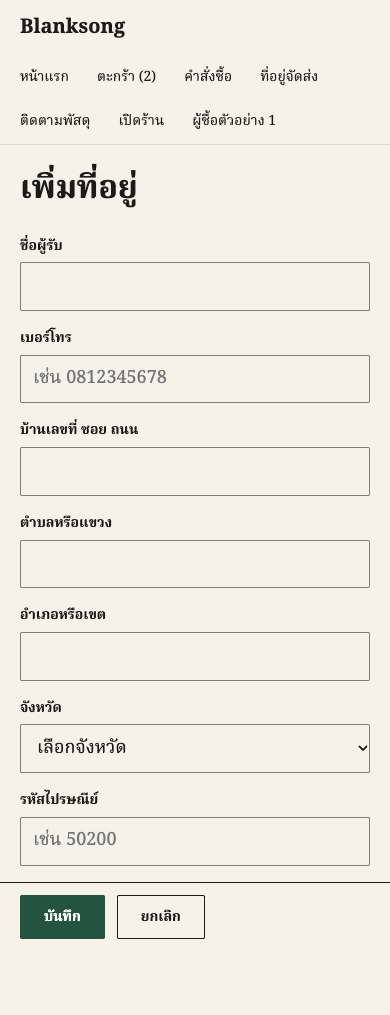 Blanksong
หน้าแรก ตะกร้า (2) คำสั่งซื้อ ที่อยู่จัดส่ง
ติดตามพัสดุ เปิดร้าน ผู้ซื้อตัวอย่าง 1
เพิ่มที่อยู่
ชื่อผู้รับ
เบอร์โทร
เช่น 0812345678
บ้านเลขที่ ซอย ถนน
ตำบลหรือแขวง
อำเภอหรือเขต
จังหวัด
เลือกจังหวัด
รหัสไปรษณีย์
เช่น 50200
บันทึก ยกเลิก